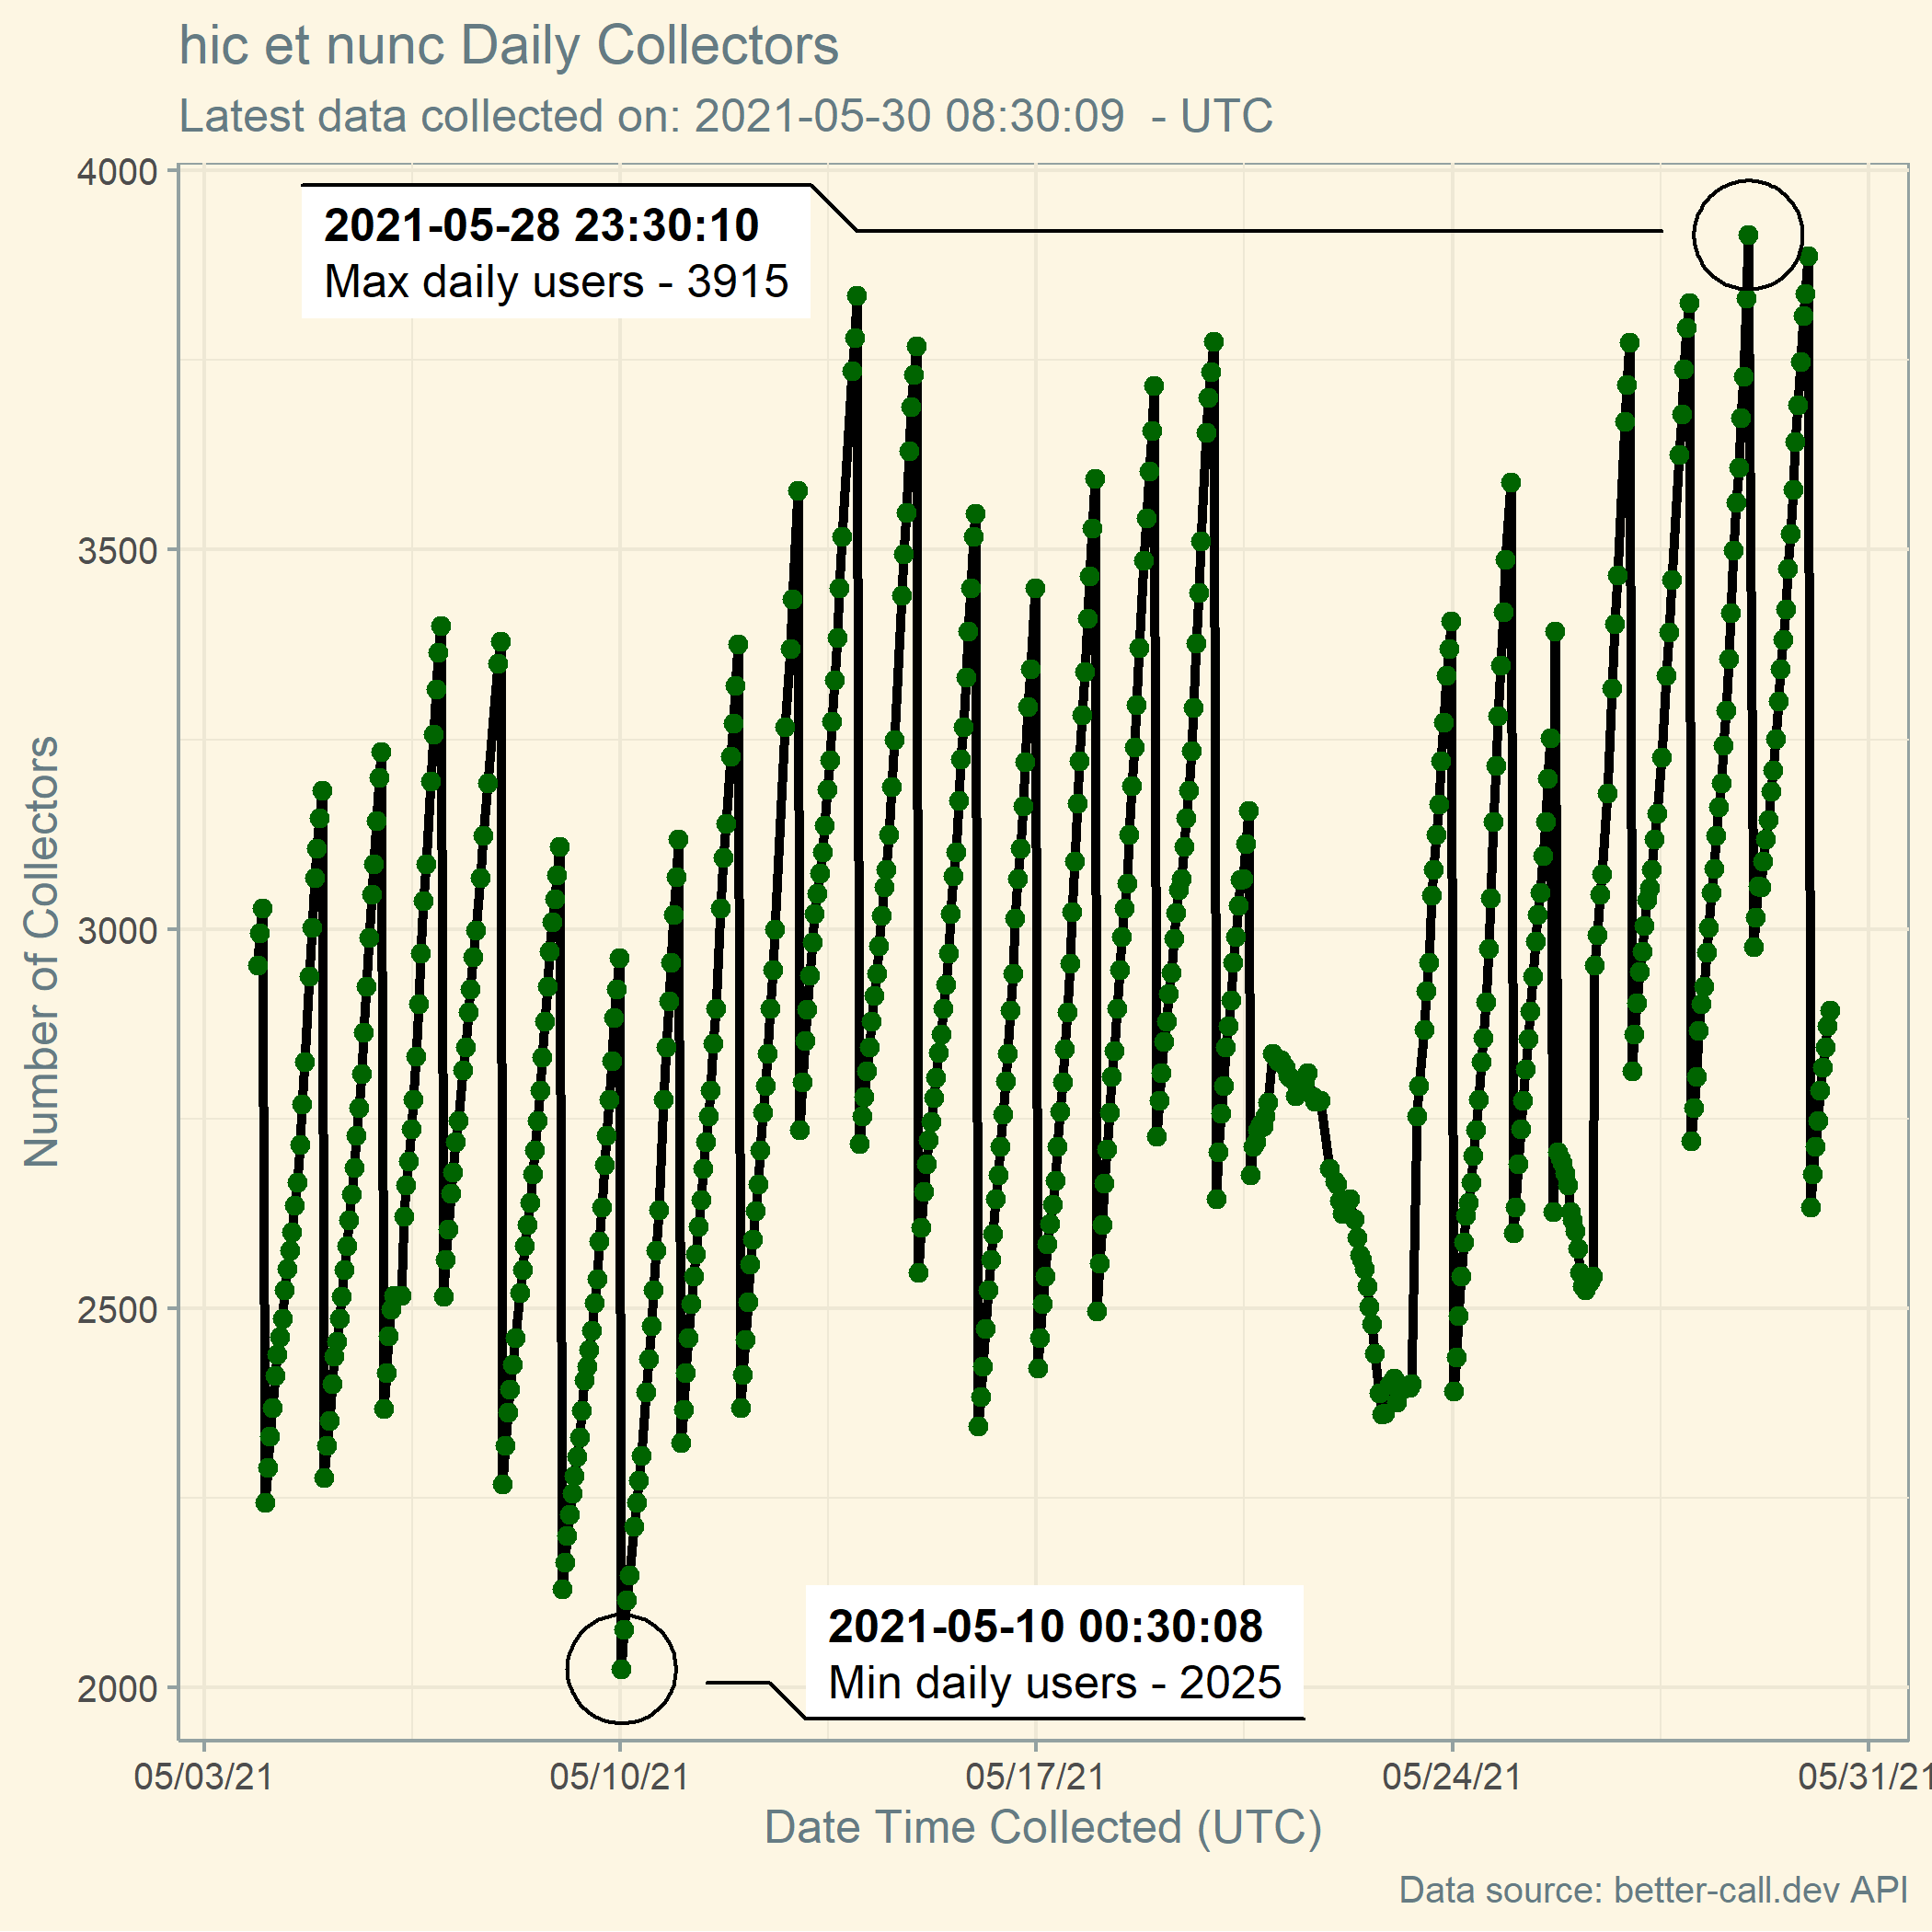 hic et nunc Daily Collectors
Latest data collected on: 2021-05-30 08:30:09  - UTC
4000
2021-05-28 23:30:10
Max daily users - 3915
3500
3000
Number of Collectors
2500
2021-05-10 00:30:08
Min daily users - 2025
2000
05/03/21
05/10/21
05/17/21
05/24/21
05/31/21
Date Time Collected (UTC)
Data source: better-call.dev API